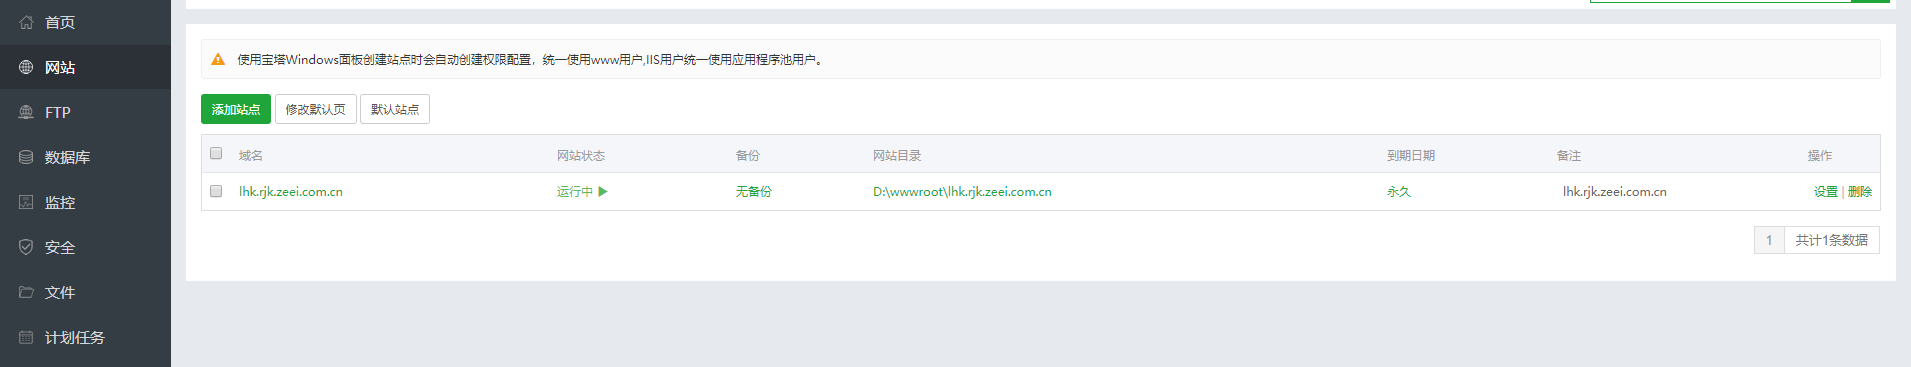 首页
网站
FTP
数据库
监控
安全
文件
计划任务
使用宝塔Windows面板创建站点时会自动创建权限配置，统一使用www用户,IIS用户统一使用应用程序池用户。
添加站点 修改默认页 默认站点
域名 网站状态 备份 网站目录 到期日期 备注 操作
lhk.rjk.zeei.com.cn 运行中 无备份 D:\wwwroot\lhk.rjk.zeei.com.cn 永久 lhk.rjk.zeei.com.cn 设置 | 删除
1 共计1条数据